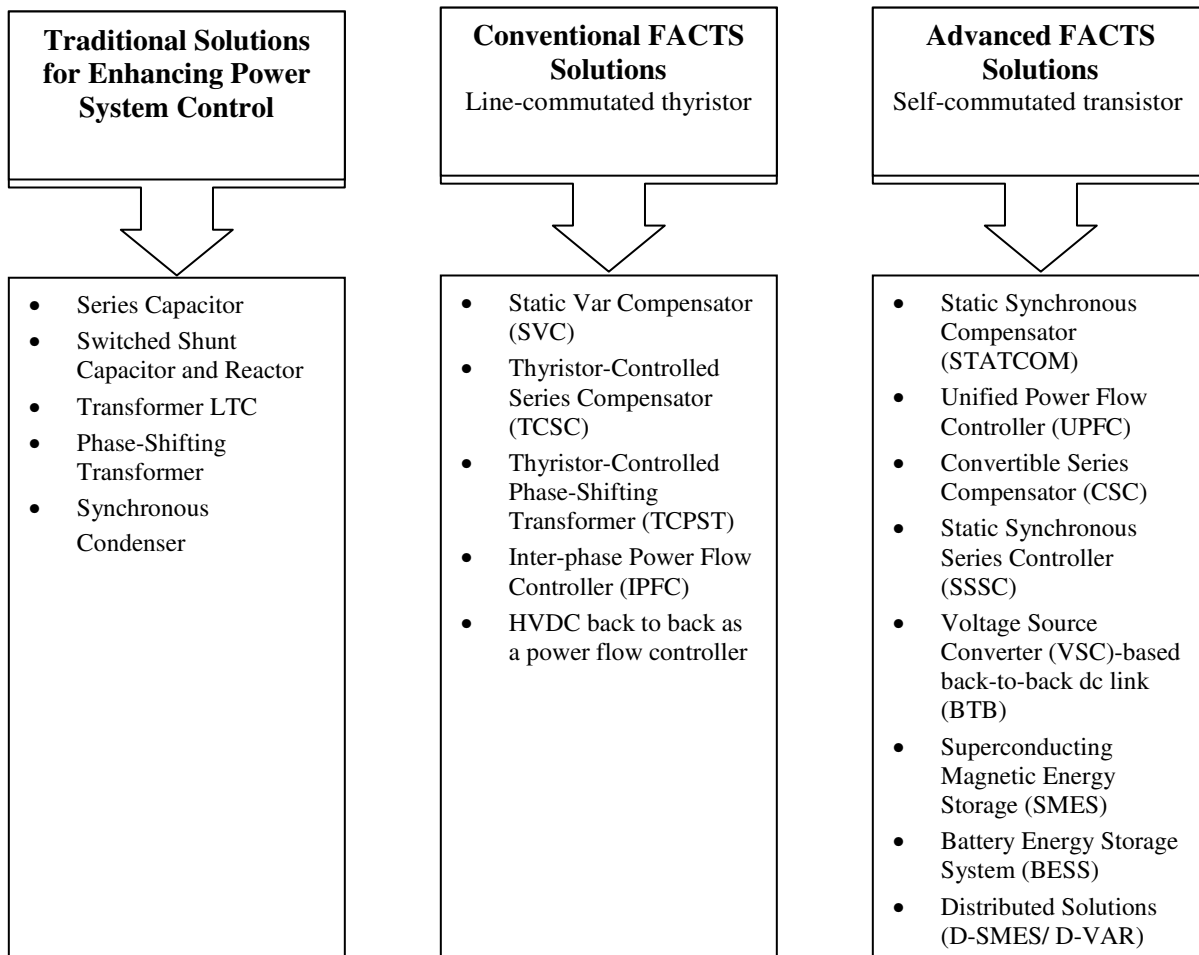 Traditional Solutions
for Enhancing Power
System Control
• Series Capacitor
• Switched Shunt
Capacitor and Reactor
• Transformer LTC
• Phase-Shifting
Transformer
• Synchronous
Condenser
Conventional FACTS
Solutions
Line-commutated thyristor
• Static Var Compensator
(SVC)
• Thyristor-Controlled
Series Compensator
(TCSC)
• Thyristor-Controlled
Phase-Shifting
Transformer (TCPST)
• Inter-phase Power Flow
Controller (IPFC)
• HVDC back to back as
a power flow controller
Advanced FACTS
Solutions
Self-commutated transistor
• Static Synchronous
Compensator
(STATCOM)
• Unified Power Flow
Controller (UPFC)
• Convertible Series
Compensator (CSC)
• Static Synchronous
Series Controller
(SSSC)
• Voltage Source
Converter (VSC)-based
back-to-back dc link
(BTB)
• Superconducting
Magnetic Energy
Storage (SMES)
• Battery Energy Storage
System (BESS)
• Distributed Solutions
(D-SMES/ D-VAR)